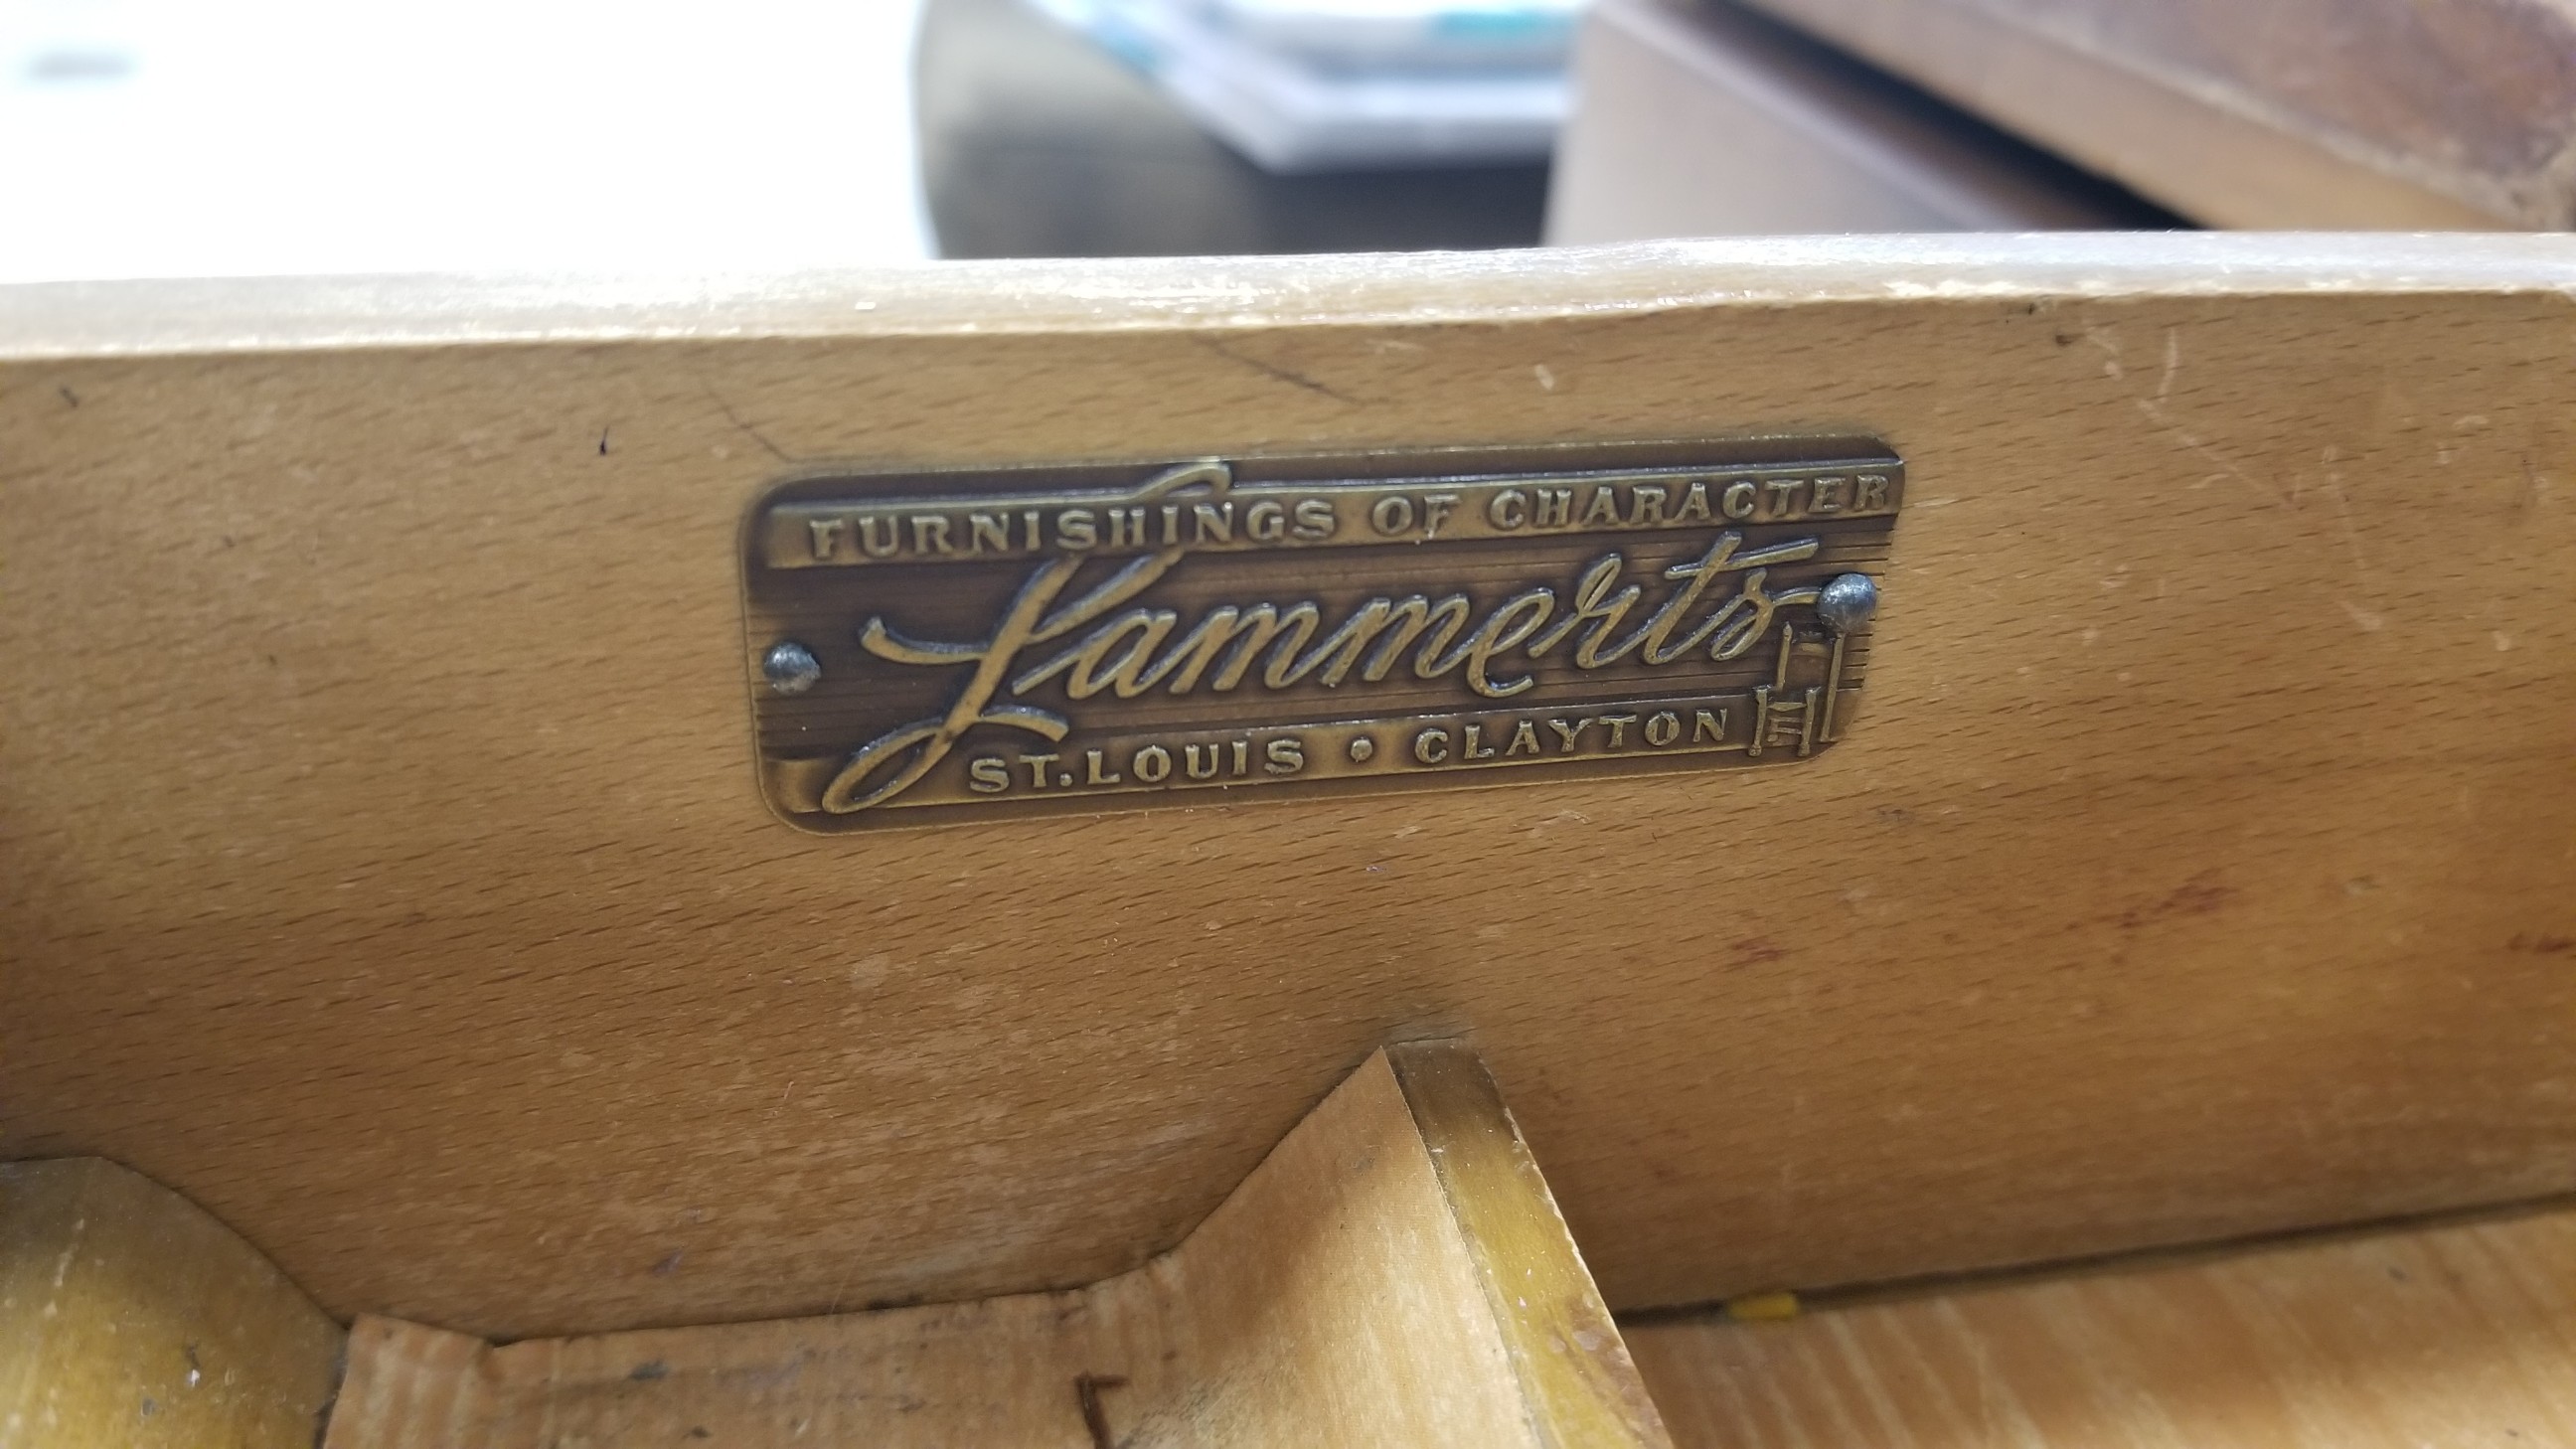 FURNISHINGS OF CHARACTER
Lammerts
ST. LOUIS • CLAYTON